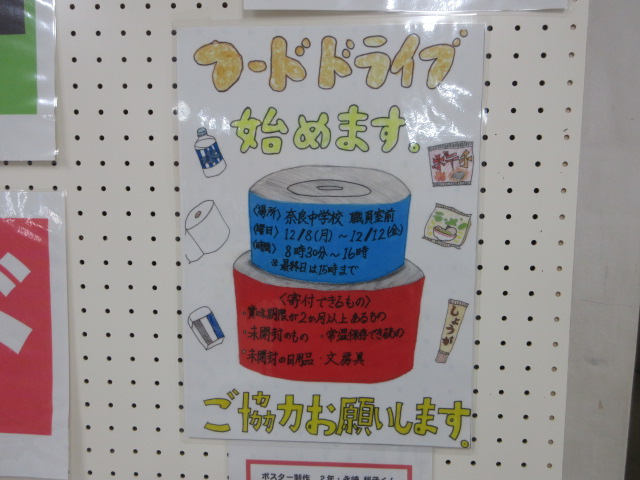 フードドライブ
始めます。
〈場所〉奈良中学校 職員室前
〈曜日〉12/8(月)～12/12(金)
〈時間〉8時30分～16時
※最終日は15時まで
〈寄付できるもの〉
・賞味期限が2か月以上あるもの
・未開封のもの ・常温保存できるもの
・未開封の日用品 ・文房具
しょうが
ご協力お願いします。
ポスター制作 2年・